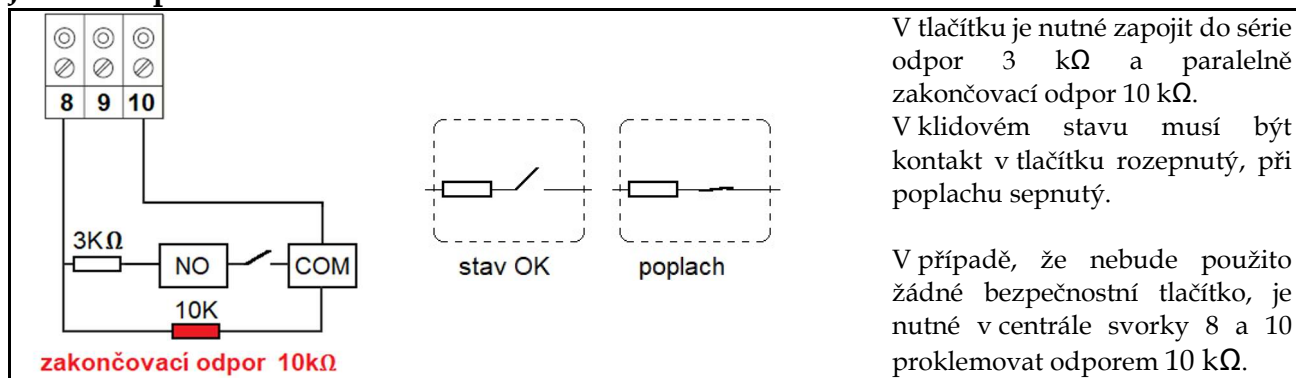 8 9 10
3KΩ
NO
COM
10K
zakončovací odpor 10kΩ
stav OK
poplach
V tlačítku je nutné zapojit do série
odpor 3 kΩ a paralelně
zakončovací odpor 10 kΩ.
V klidovém stavu musí být
kontakt v tlačítku rozepnutý, při
poplachu sepnutý.
V případě, že nebude použito
žádné bezpečnostní tlačítko, je
nutné v centrále svorky 8 a 10
proklemovat odporem 10 kΩ.